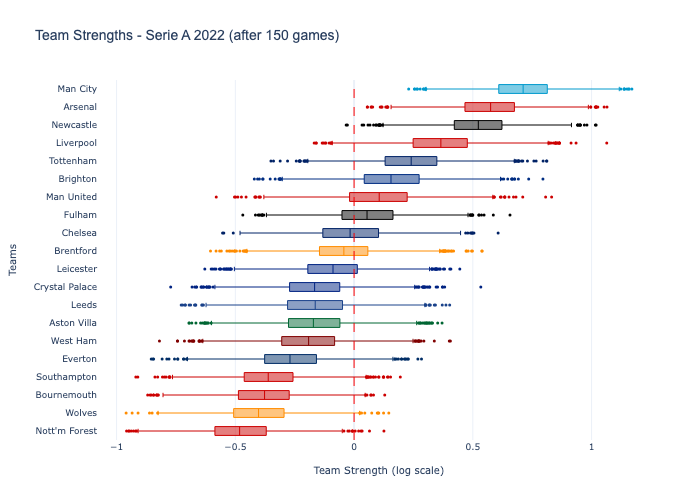 Team Strengths - Serie A 2022 (after 150 games)
Man City
Arsenal
Newcastle
Liverpool
Tottenham
Brighton
Man United
Fulham
Chelsea
Brentford
Leicester
Crystal Palace
Leeds
Aston Villa
West Ham
Everton
Southampton
Bournemouth
Wolves
Nott'm Forest
Teams
−1
−0.5
0
0.5
1
Team Strength (log scale)